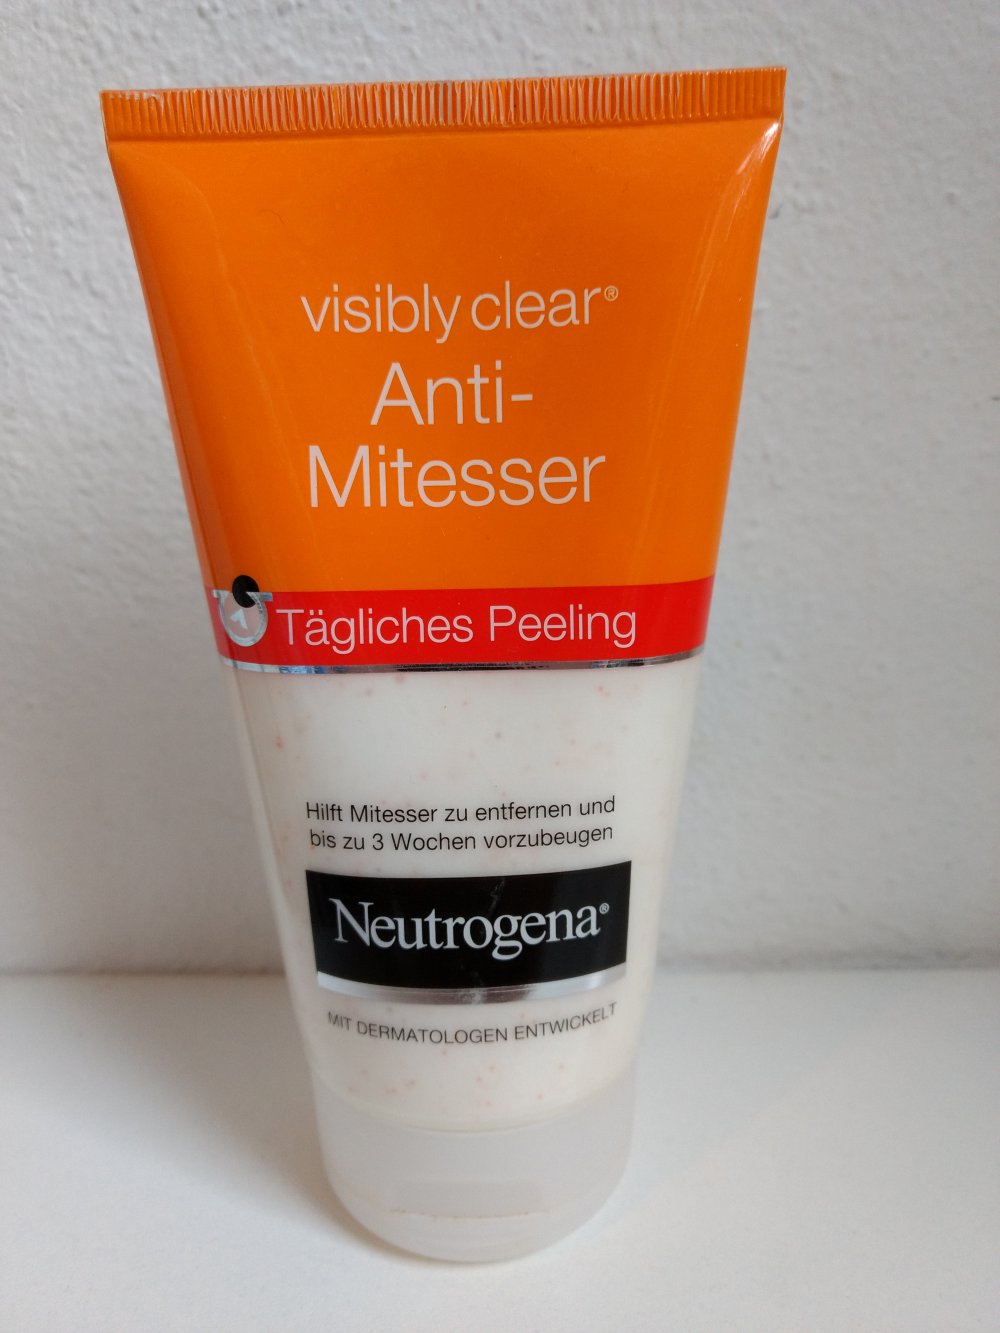 visibly clear®
Anti-
Mitesser
Tägliches Peeling
Hilft Mitesser zu entfernen und
bis zu 3 Wochen vorzubeugen
Neutrogena®
MIT DERMATOLOGEN ENTWICKELT